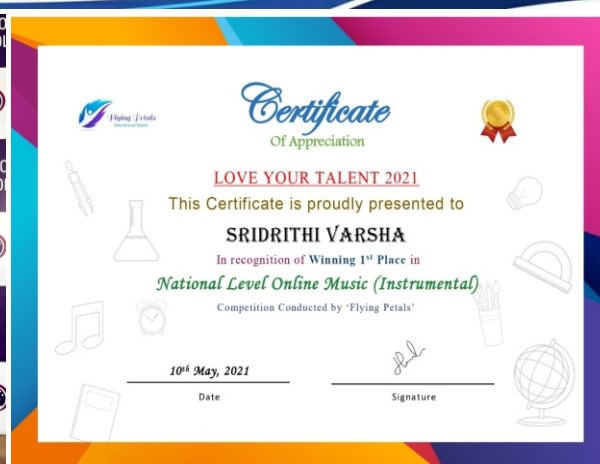 Flying Petals
Certificate
Of Appreciation
LOVE YOUR TALENT 2021
This Certificate is proudly presented to
SRIDRITHI VARSHA
In recognition of Winning 1st Place in
National Level Online Music (Instrumental)
Competition Conducted by ‘Flying Petals’
10th May, 2021
Date
Signature